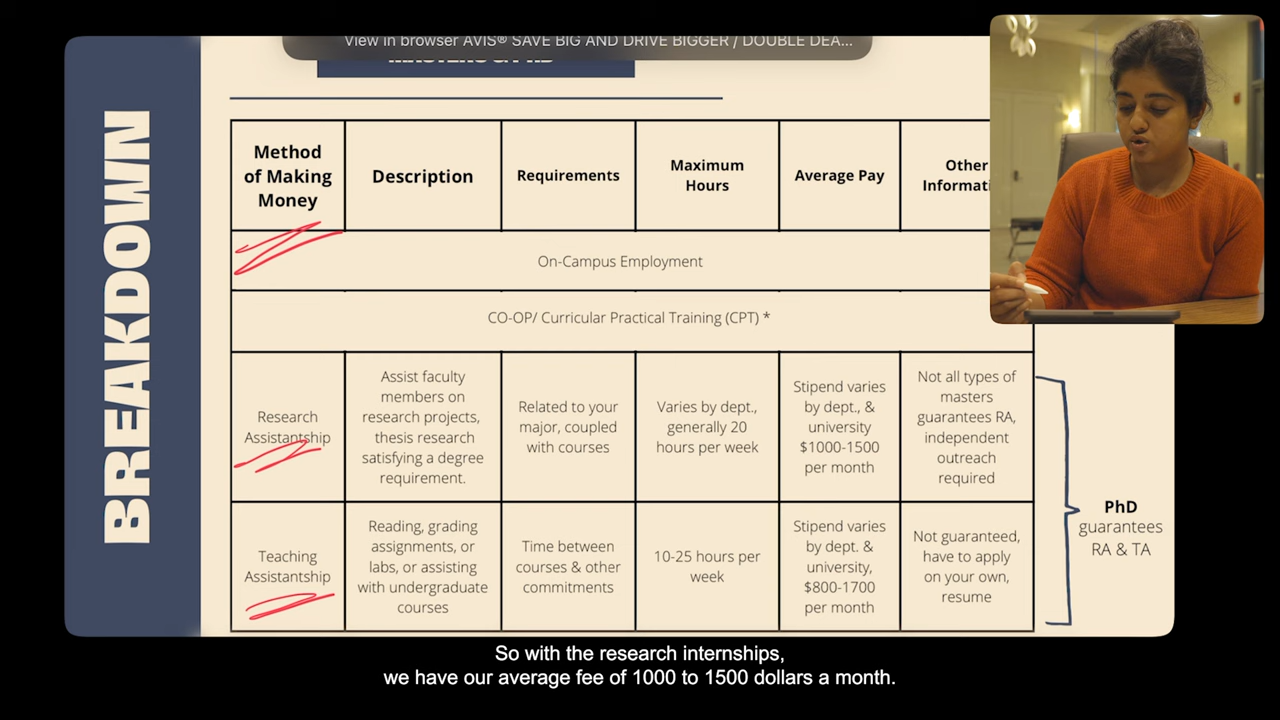 View in browser AVIS® SAVE BIG AND DRIVE BIGGER / DOUBLE DEA...
BREAKDOWN
Method
of Making
Money
Description
Requirements
Maximum
Hours
Average Pay
Other
On-Campus Employment
CO-OP/ Curricular Practical Training (CPT) *
Research
Assistantship
Assist faculty
members on
research projects,
thesis research
satisfying a degree
requirement.
Related to your
major, coupled
with courses
Varies by dept.,
generally 20
hours per week
Stipend varies
by dept., &
university
$1000-1500
per month
Not all types of
masters
guarantees RA,
independent
outreach
required
Teaching
Assistantship
Reading, grading
assignments, or
labs, or assisting
with undergraduate
courses
Time between
courses & other
commitments
10-25 hours per
week
Stipend varies
by dept. &
university,
$800-1700
per month
Not guaranteed,
have to apply
on your own,
resume
PhD
guarantees
RA & TA
So with the research internships,
we have our average fee of 1000 to 1500 dollars a month.